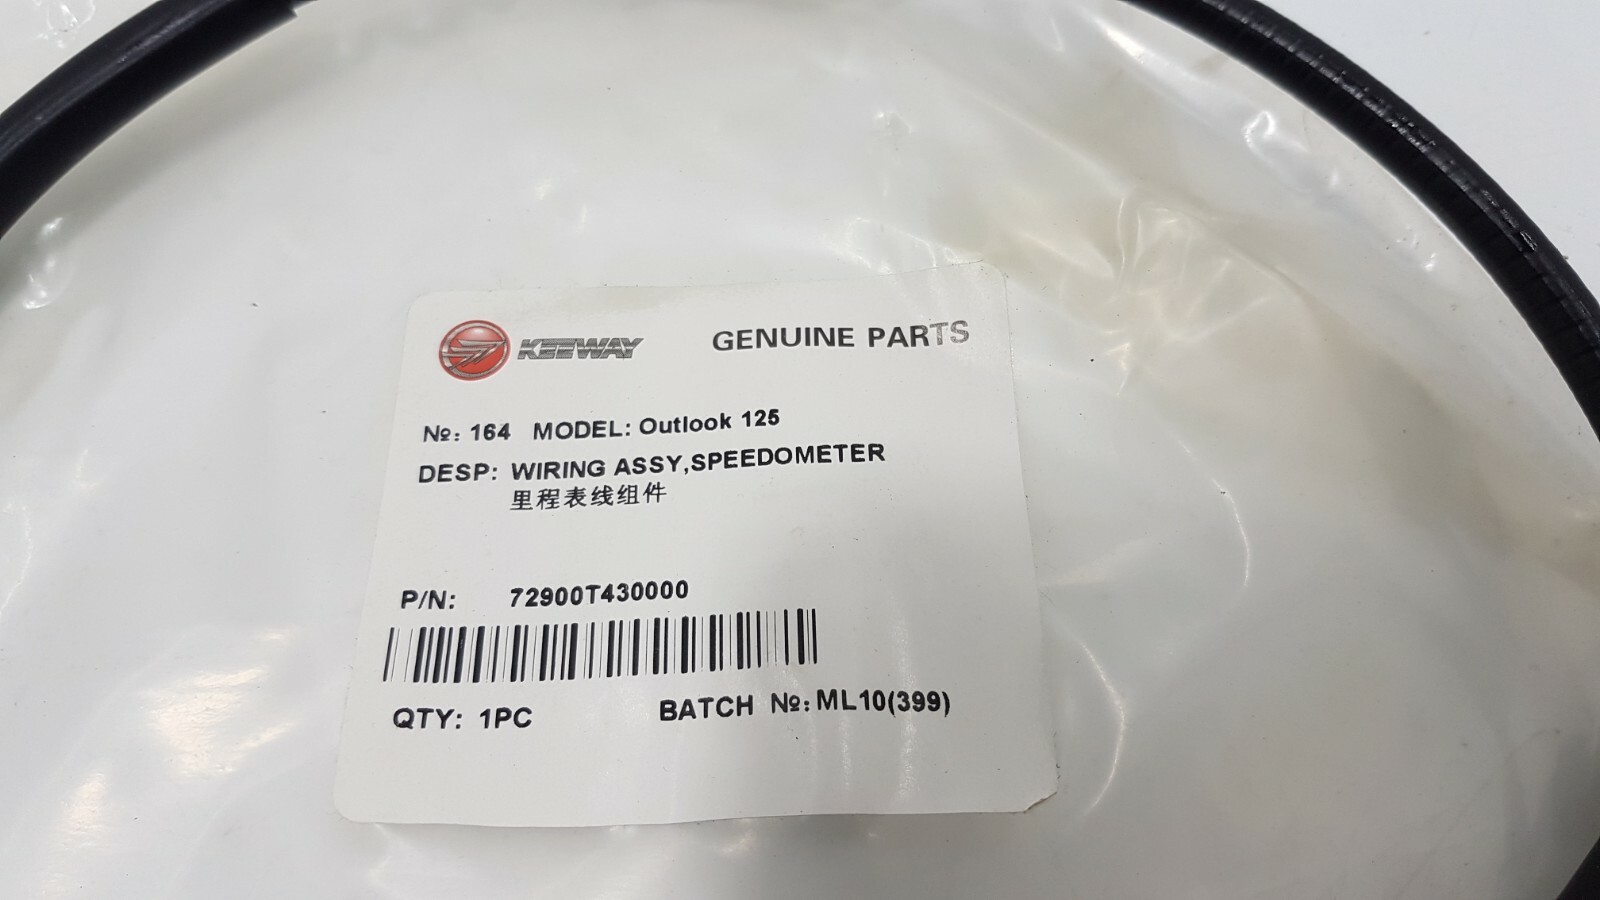 KEEWAY GENUINE PARTS
№: 164 MODEL: Outlook 125
DESP: WIRING ASSY,SPEEDOMETER
里程表线组件
P/N: 72900T430000
QTY: 1PC BATCH №: ML10(399)